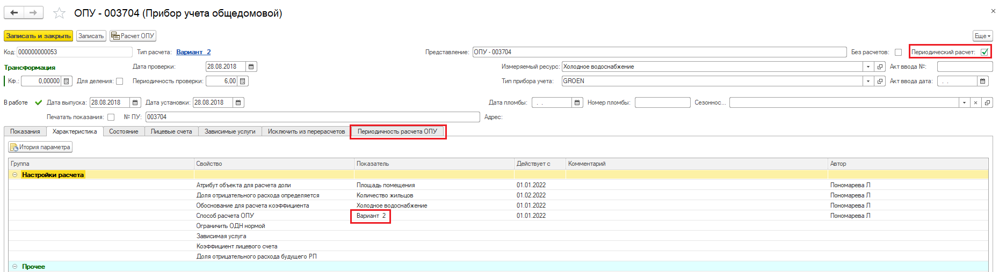 ОПУ - 003704 (Прибор учета общедомовой)
Записать и закрыть Записать Расчет ОПУ Еще
Код: 000000000053 Тип расчета: Вариант 2 Представление: ОПУ - 003704 Без расчетов: Периодический расчет:
Трансформация Дата проверки: 28.08.2018 Измеряемый ресурс: Холодное водоснабжение Акт ввода №:
Кф.: 0,00000 Для деления: Периодичность проверки: 6,00 Тип прибора учета: GROEN Акт ввода дата: . .
В работе Дата выпуска: 28.08.2018 Дата установки: 28.08.2018 Дата пломбы: . . Номер пломбы: Сезоннос...
Печатать показания: № ПУ: 003704 Адрес:
Показания Характеристика Состояние Лицевые счета Зависимые услуги Исключить из перерасчетов Периодичность расчета ОПУ
Итория параметра
Группа Свойство Показатель Действует с Комментарий Автор
Настройки расчета
Атрибут объекта для расчета доли Площадь помещения 01.01.2022 Пономарева Л
Доля отрицательного расхода определяется Количество жильцов 01.02.2022 Пономарева Л
Обоснование для расчета коэффициента Холодное водоснабжение 01.01.2022 Пономарева Л
Способ расчета ОПУ Вариант 2 01.01.2022 Пономарева Л
Ограничить ОДН нормой
Зависимая услуга
Коэффициент лицевого счета
Доля отрицательного расхода будущего РП
Прочее